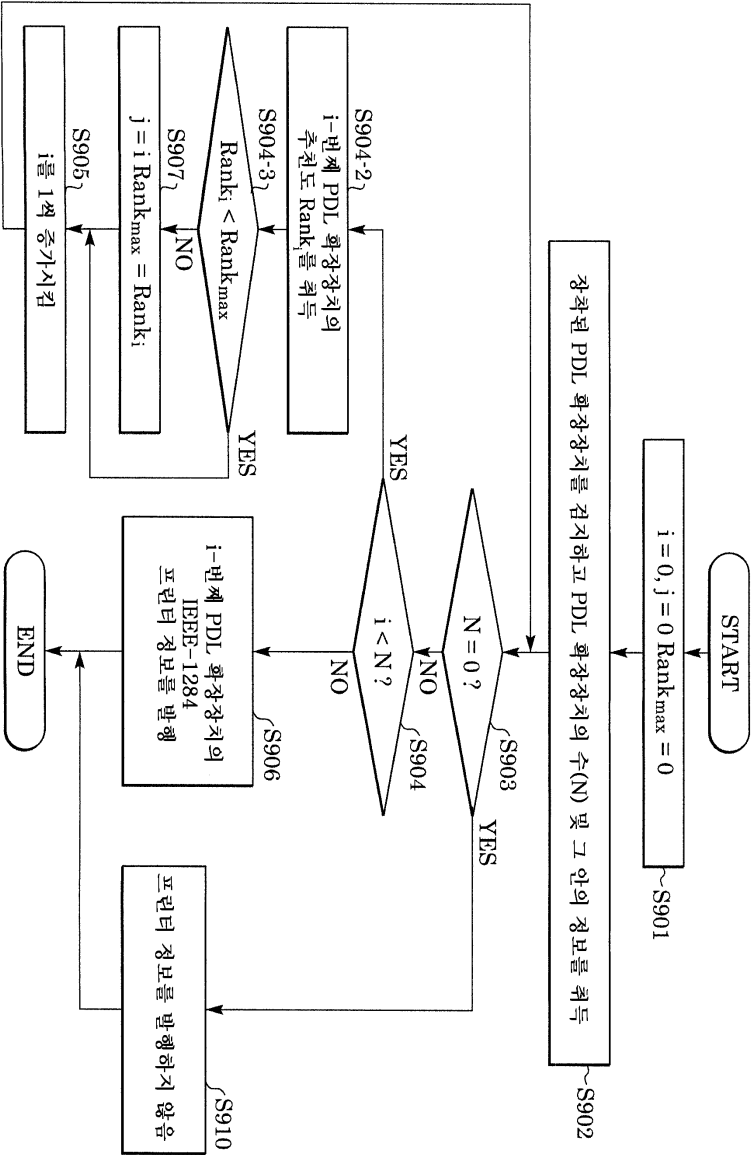 START
i = 0, j = 0 Rankmax = 0
S901
장착된 PDL 확장장치를 검지하고 PDL 확장장치의 수(N) 및 그 안의 정보를 취득
S902
N = 0 ?
S903
YES
NO
i < N ?
S904
YES
NO
i-번째 PDL 확장장치의
추천도 Ranki를 취득
S904-2
Ranki < Rankmax
S904-3
YES
NO
j = i Rankmax = Ranki
S907
i를 1씩 증가시킴
S905
i-번째 PDL 확장장치의
IEEE-1284
프린터 정보를 발행
S906
프린터 정보를 발행하지 않음
S910
END